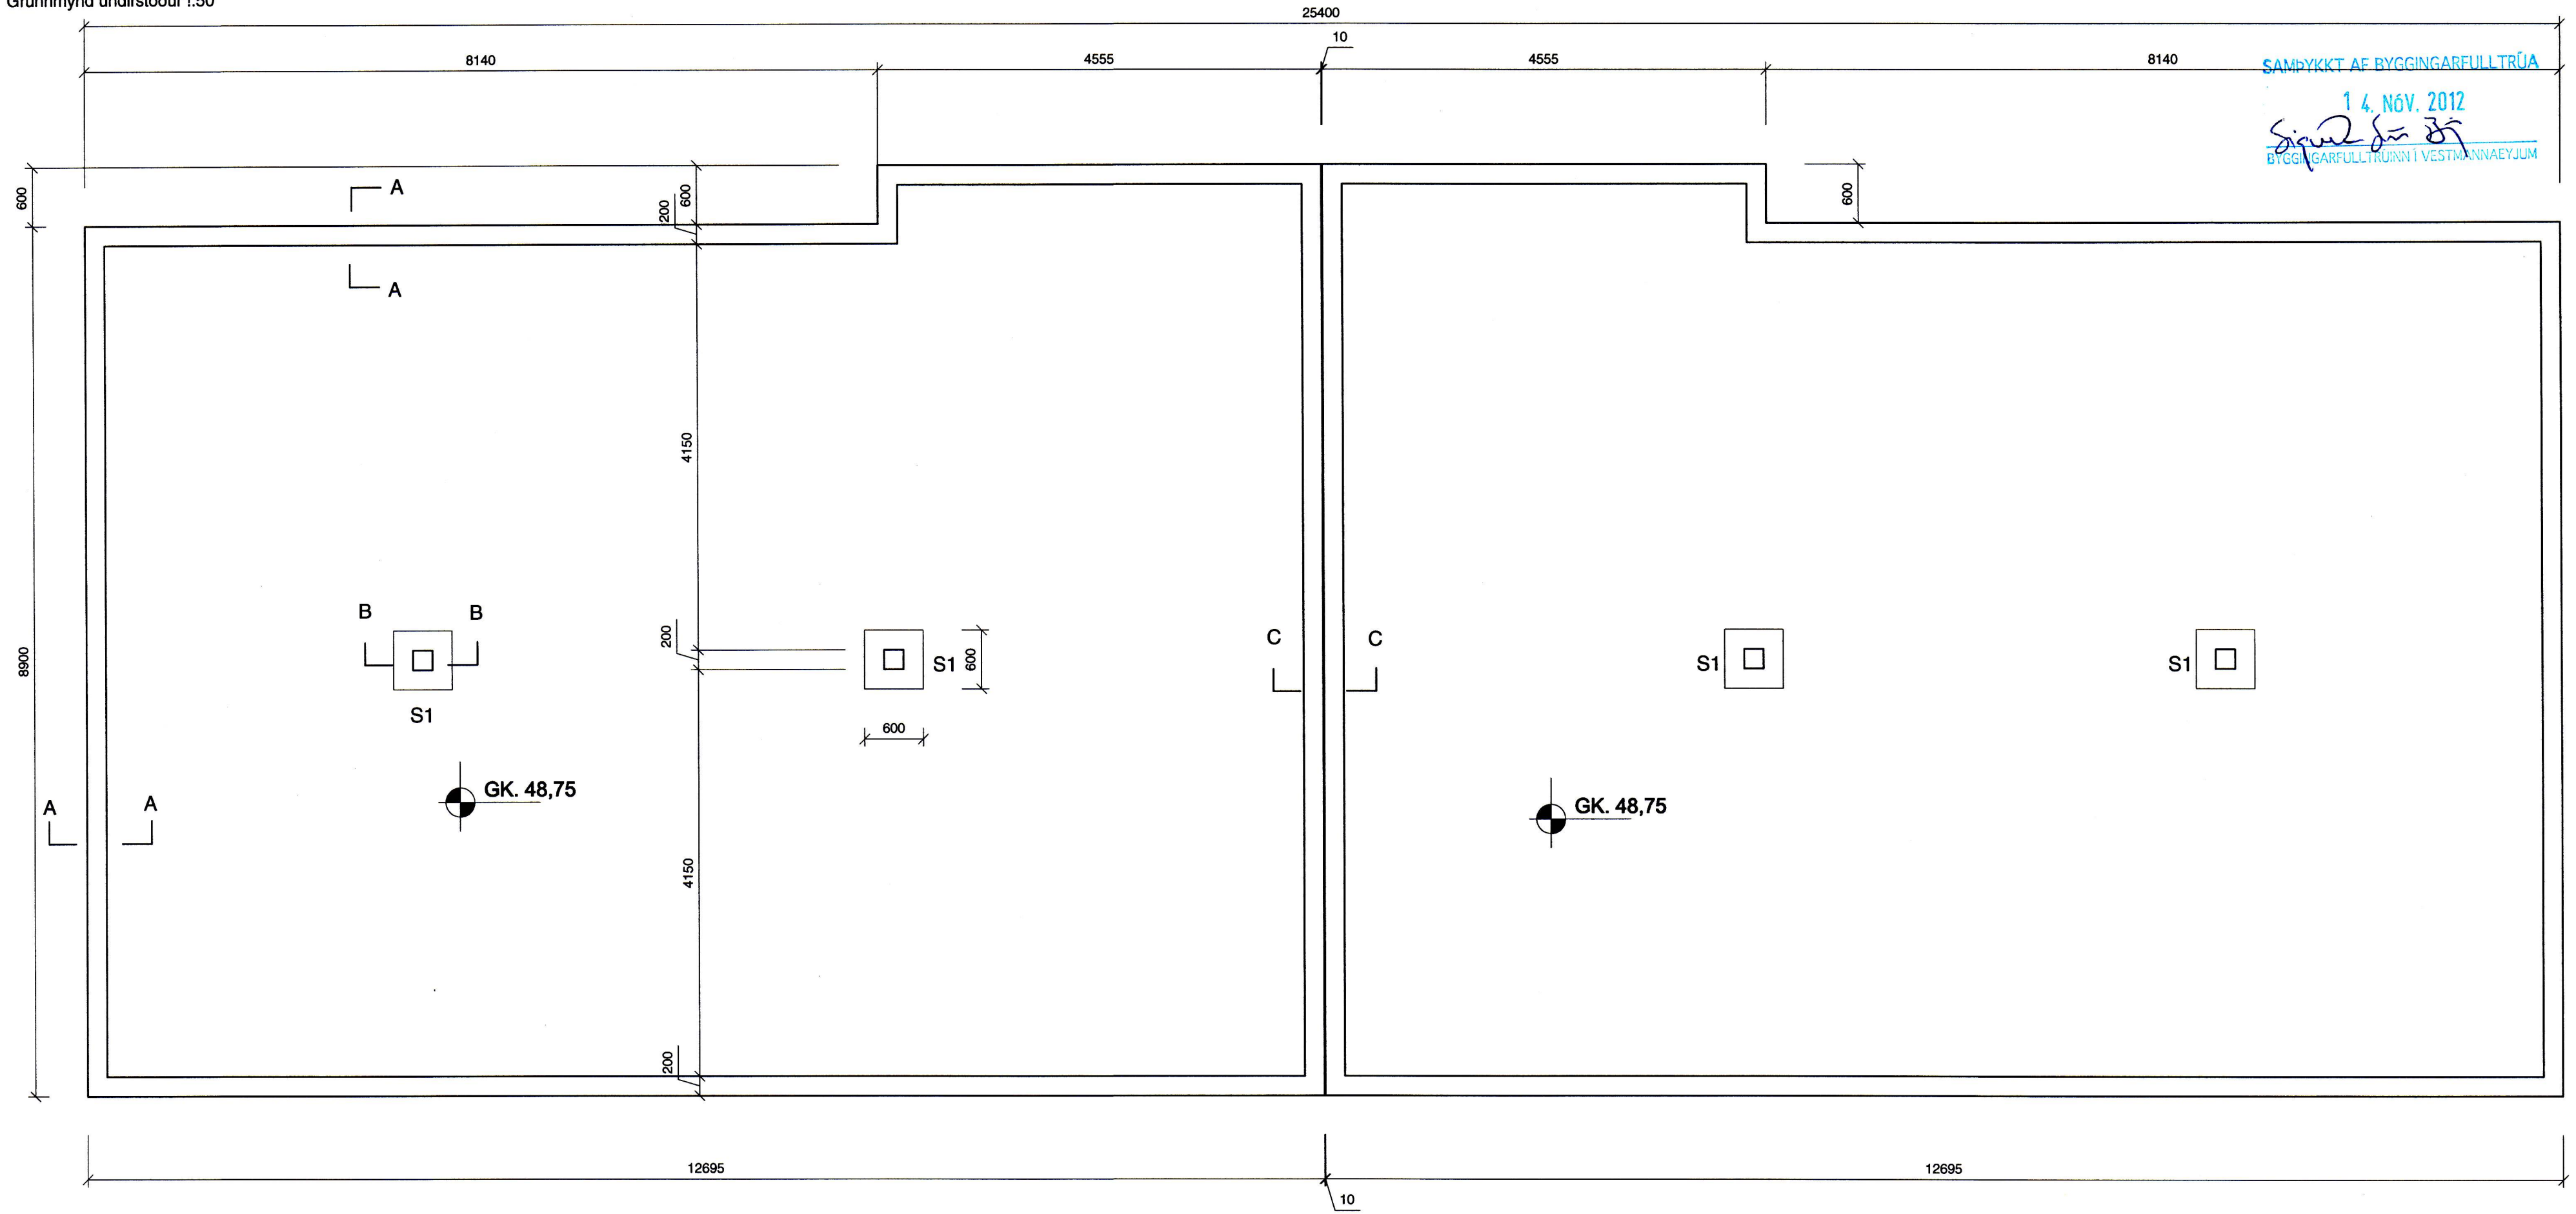 Grunnmynd undirstöður 1:50
25400
10
8140
4555
4555
8140
SAMÞYKKT AF BYGGINGARFULLTRÚA
1 4. NÓV. 2012
BYGGINGARFULLTRÚINN Í VESTMANNAEYJUM
600
600
200
600
A
A
4150
8900
B
B
200
S1
600
C
C
S1
S1
S1
600
GK. 48,75
GK. 48,75
A
A
4150
200
12695
12695
10